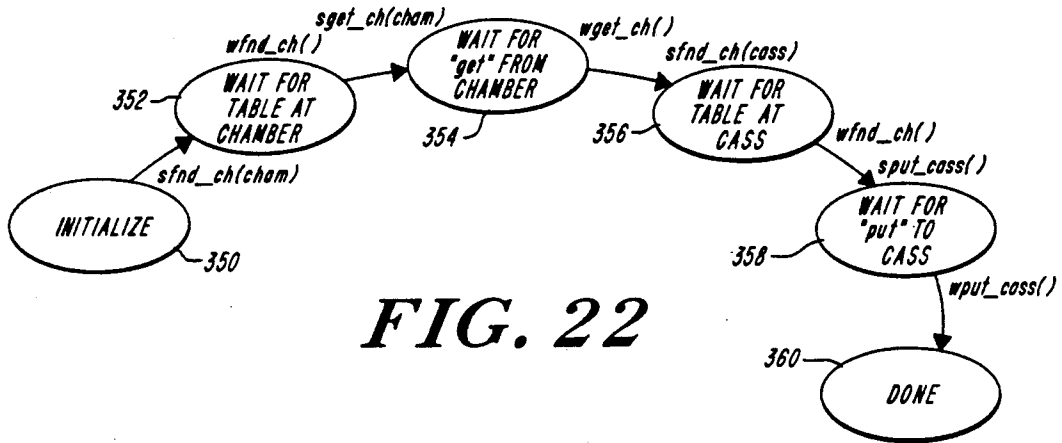 sget_ch(cham)
wfnd_ch()
WAIT FOR
"get" FROM
CHAMBER
wget_ch()
sfnd_ch(cass)
352
WAIT FOR
TABLE AT
CHAMBER
354
356
WAIT FOR
TABLE AT
CASS
wfnd_ch()
sput_cass()
sfnd_ch(cham)
INITIALIZE
350
WAIT FOR
"put" TO
CASS
358
wput_cass()
FIG. 22
360
DONE